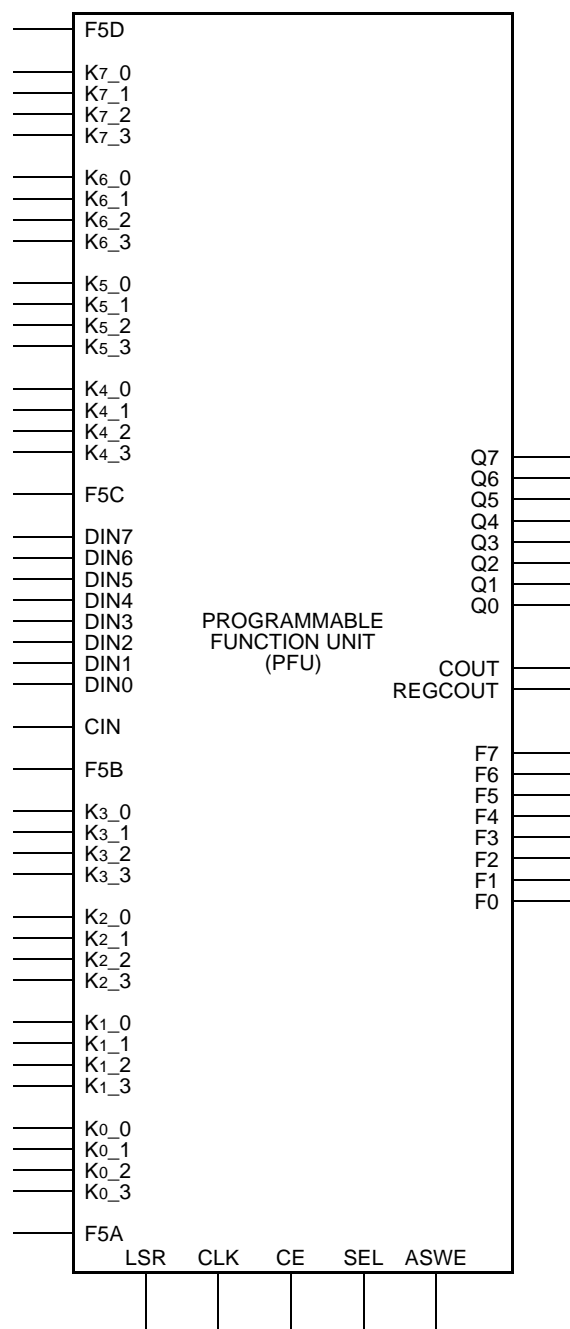 F5D
K7_0
K7_1
K7_2
K7_3
K6_0
K6_1
K6_2
K6_3
K5_0
K5_1
K5_2
K5_3
K4_0
K4_1
K4_2
K4_3
F5C
DIN7
DIN6
DIN5
DIN4
DIN3
DIN2
DIN1
DIN0
CIN
F5B
K3_0
K3_1
K3_2
K3_3
K2_0
K2_1
K2_2
K2_3
K1_0
K1_1
K1_2
K1_3
K0_0
K0_1
K0_2
K0_3
F5A
PROGRAMMABLE
FUNCTION UNIT
(PFU)
Q7
Q6
Q5
Q4
Q3
Q2
Q1
Q0
COUT
REGCOUT
F7
F6
F5
F4
F3
F2
F1
F0
LSR CLK CE SEL ASWE